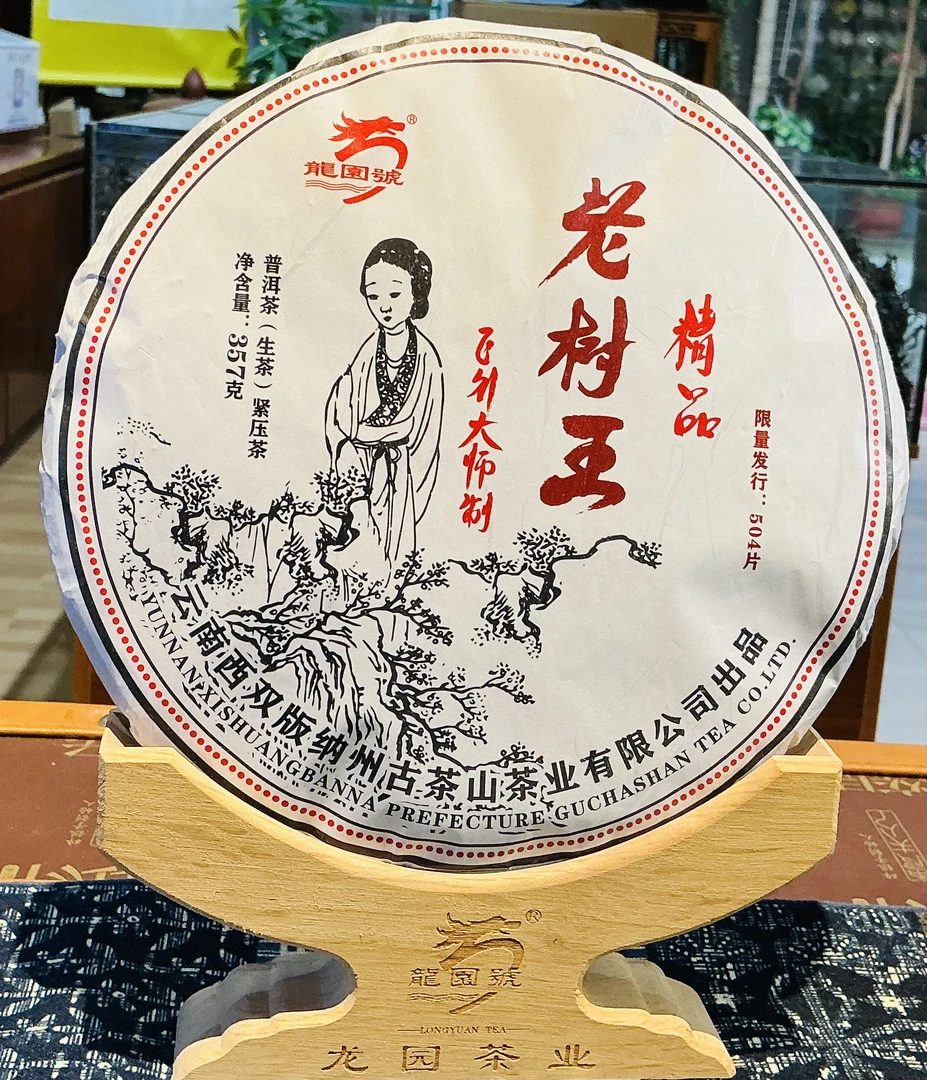 ®
龍園號
老树王
精品
限量发行：504片
大师制
普洱茶（生茶）紧压茶
净含量：357克
云南西双版纳州古茶山茶业有限公司出品
YUNNAN XISHUANGBANNA PREFECTURE GUCHASHAN TEA CO.LTD.
®
龍園號
LONGYUAN TEA
龙园茶业